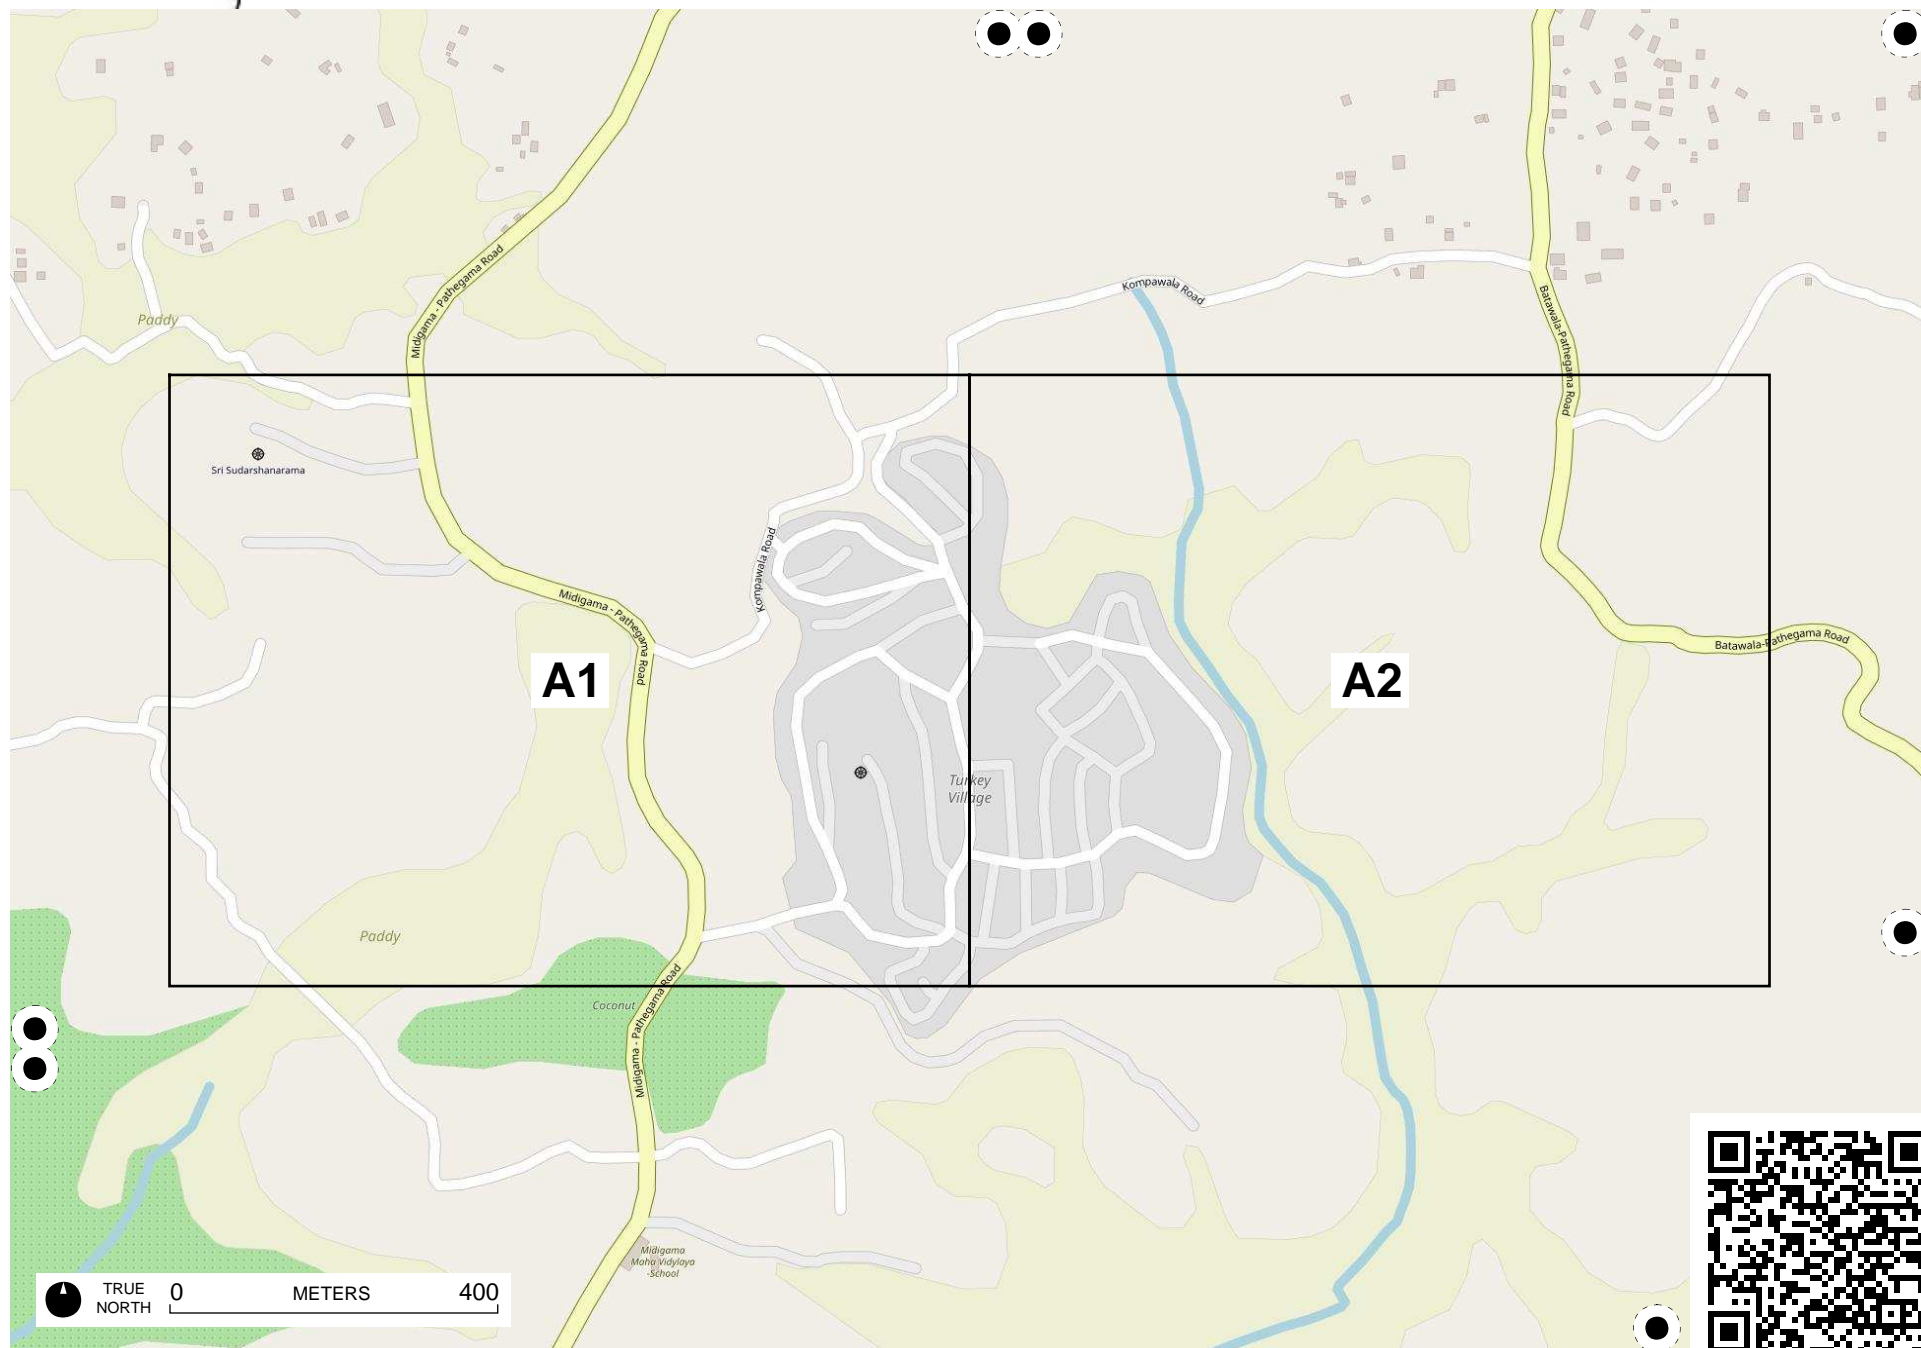 Midigama - Pathegama Road
Kompawala Road
Batawala-Pathegama Road
Paddy
Sri Sudarshanarama
Kompawala Road
Midigama - Pathegama Road
Batawala-Pathegama Road
A1
A2
Turkey
Village
Paddy
Coconut
Midigama - Pathegama Road
Midigama
Maha Vidylaya
-School
TRUE
NORTH
0
METERS
400